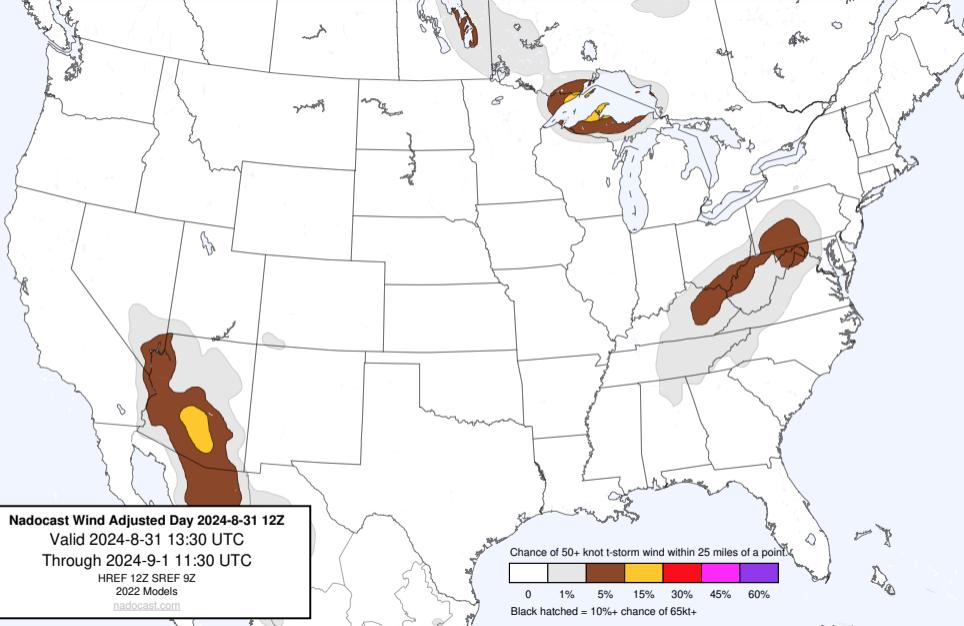 Nadocast Wind Adjusted Day 2024-8-31 12Z
Valid 2024-8-31 13:30 UTC
Through 2024-9-1 11:30 UTC
HREF 12Z SREF 9Z
2022 Models
nadocast.com
Chance of 50+ knot t-storm wind within 25 miles of a point.
0 1% 5% 15% 30% 45% 60%
Black hatched = 10%+ chance of 65kt+